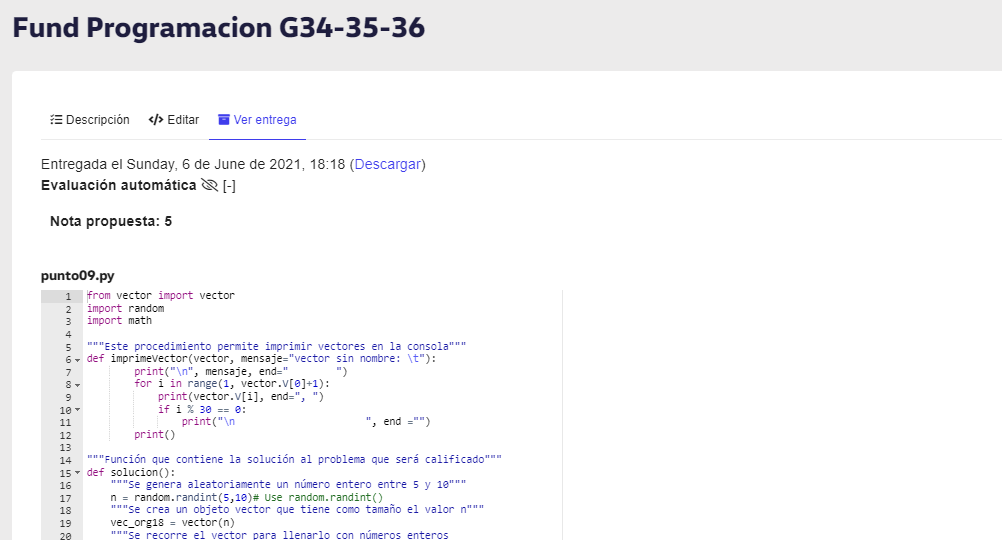 Fund Programacion G34-35-36
Descripción </> Editar Ver entrega
Entregada el Sunday, 6 de June de 2021, 18:18 (Descargar)
Evaluación automática [-]
Nota propuesta: 5
punto09.py
1 from vector import vector
2 import random
3 import math
4
5 """Este procedimiento permite imprimir vectores en la consola"""
6 def imprimeVector(vector, mensaje="vector sin nombre: \t"):
7 print("\n", mensaje, end="        ")
8 for i in range(1, vector.V[0]+1):
9 print(vector.V[i], end=", ")
10 if i % 30 == 0:
11 print("\n                      ", end ="")
12 print()
13
14 """Función que contiene la solución al problema que será calificado"""
15 def solucion():
16 """Se genera aleatoriamente un número entero entre 5 y 10"""
17 n = random.randint(5,10)# Use random.randint()
18 """Se crea un objeto vector que tiene como tamaño el valor n"""
19 vec_org18 = vector(n)
20 """Se recorre el vector para llenarlo con números enteros